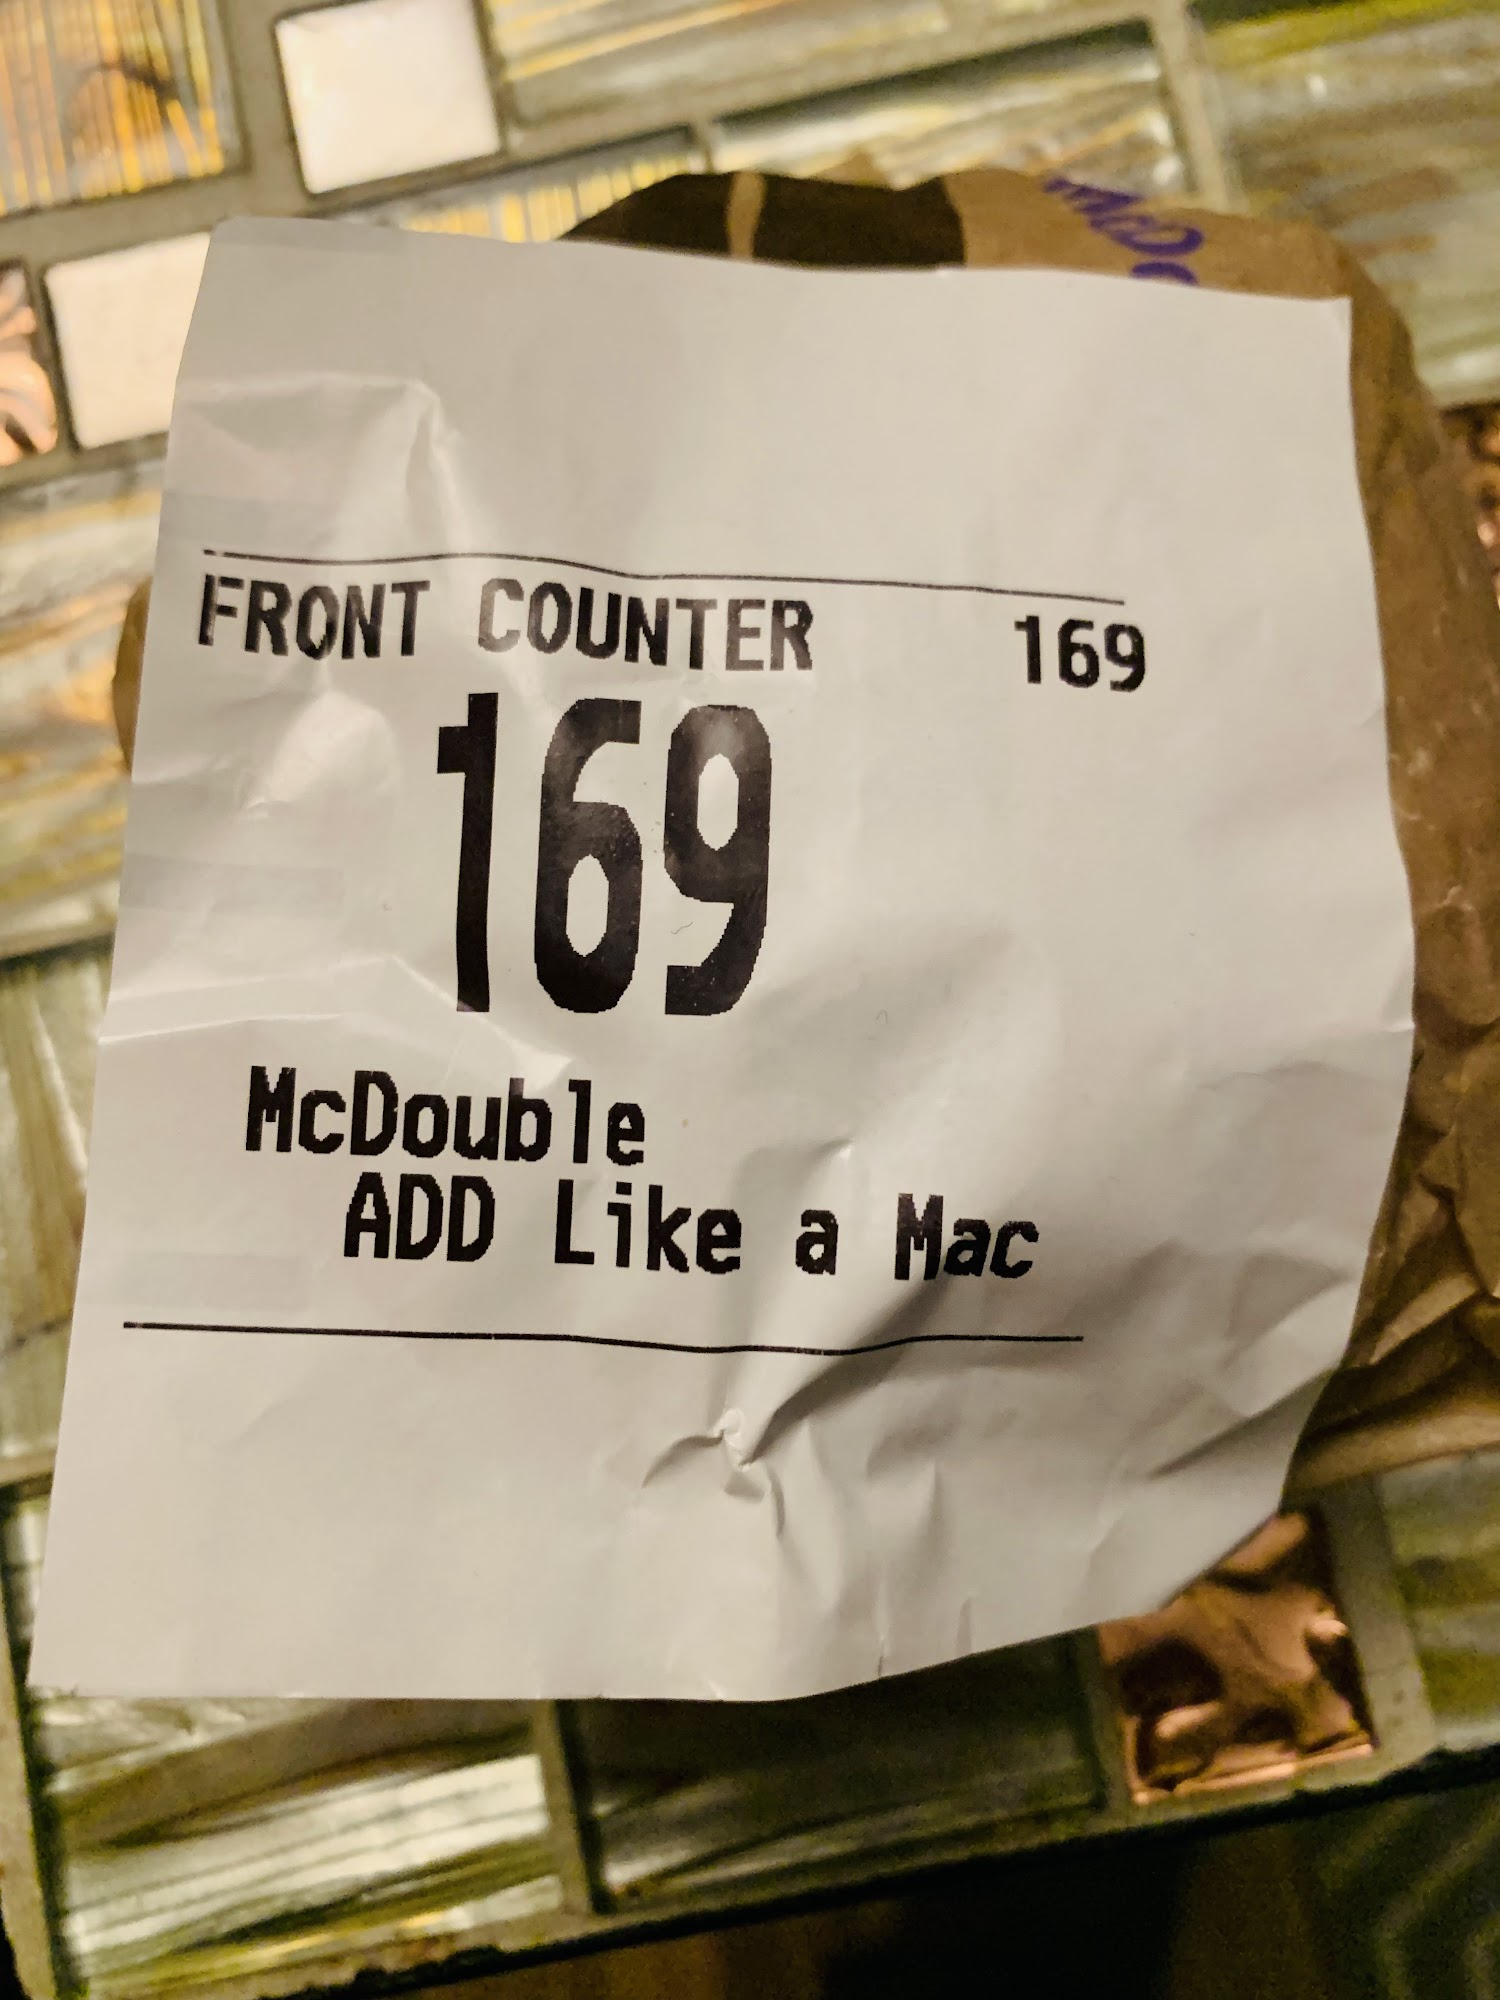 FRONT COUNTER 169
169
McDouble
ADD Like a Mac